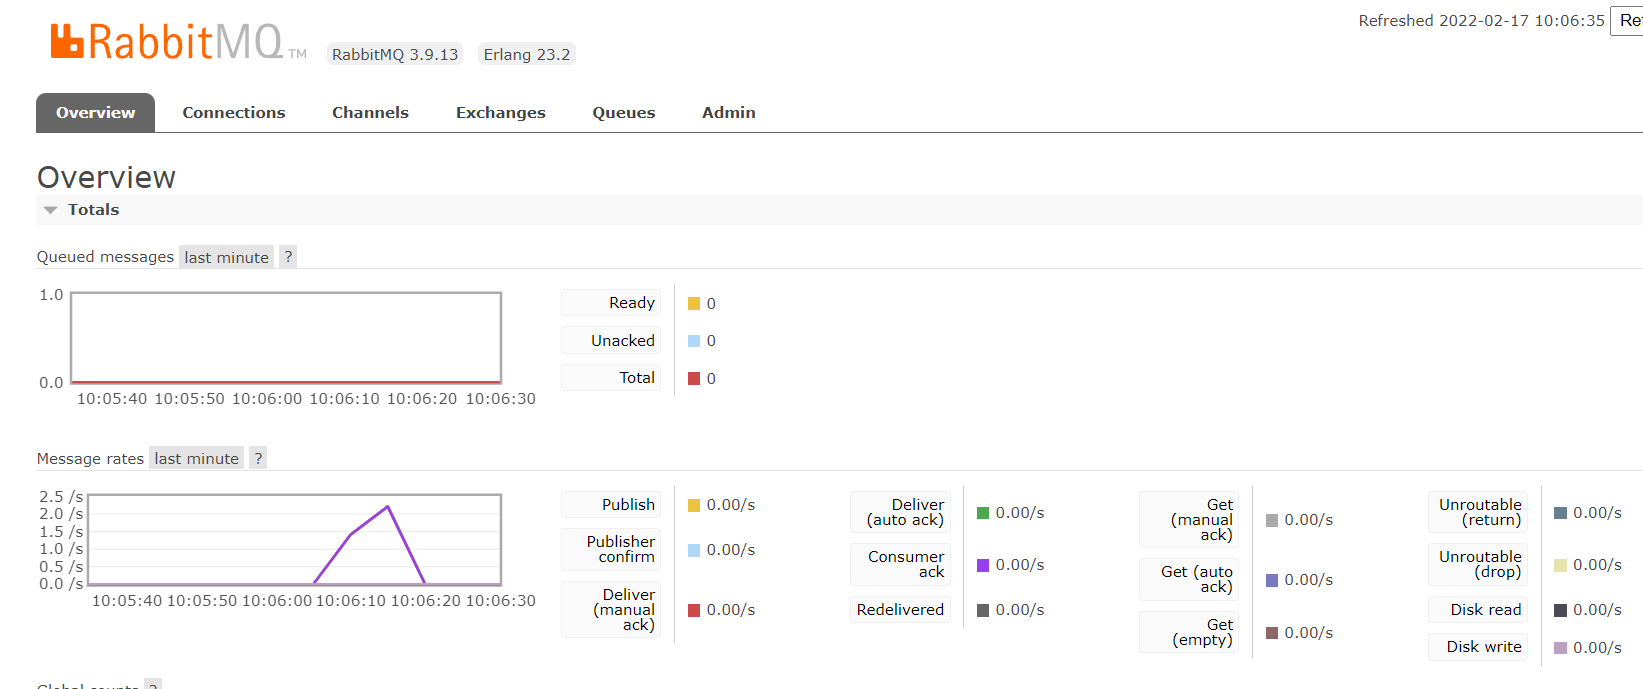 Refreshed 2022-02-17 10:06:35
RabbitMQ TM RabbitMQ 3.9.13 Erlang 23.2
Overview Connections Channels Exchanges Queues Admin
Overview
Totals
Queued messages last minute ?
1.0
0.0
10:05:40 10:05:50 10:06:00 10:06:10 10:06:20 10:06:30
Ready 0
Unacked 0
Total 0
Message rates last minute ?
2.5 /s
2.0 /s
1.5 /s
1.0 /s
0.5 /s
0.0 /s
10:05:40 10:05:50 10:06:00 10:06:10 10:06:20 10:06:30
Publish 0.00/s
Publisher
confirm 0.00/s
Deliver
(manual
ack) 0.00/s
Deliver
(auto ack) 0.00/s
Consumer
ack 0.00/s
Redelivered 0.00/s
Get
(manual
ack) 0.00/s
Get (auto
ack) 0.00/s
Get
(empty) 0.00/s
Unroutable
(return) 0.00/s
Unroutable
(drop) 0.00/s
Disk read 0.00/s
Disk write 0.00/s